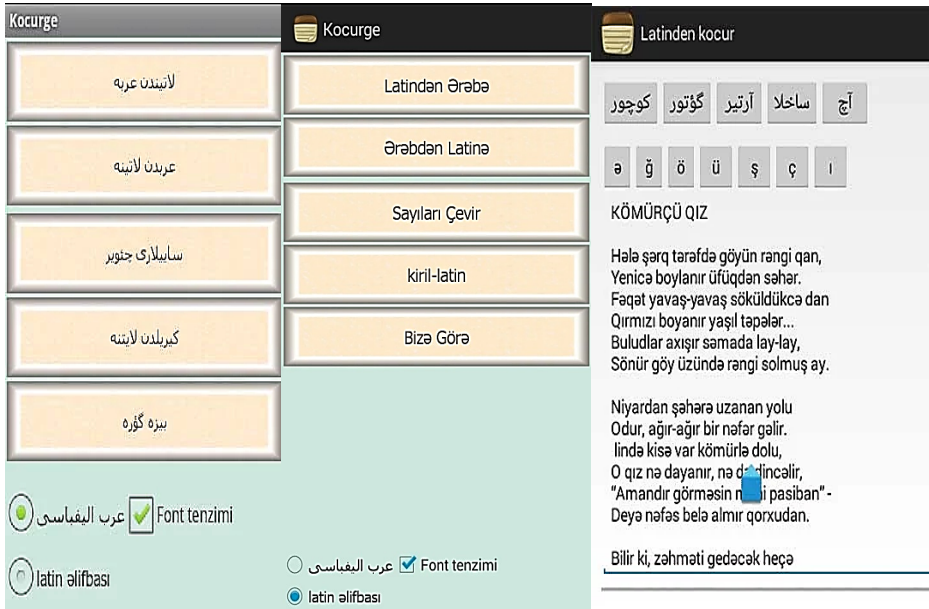 Kocurge
لاتیندن عربه
عربدن لاتینه
ساییلاری چئویر
کیریلدن لایتنه
بیزه گؤره
عرب الیفباسی
Font tenzimi
latin əlifbası
Kocurge
Latindən Ərəbə
Ərəbdən Latinə
Sayıları Çevir
kiril-latin
Bizə Görə
عرب الیفباسی
Font tenzimi
latin əlifbası
Latinden kocur
کوچور گؤتور آرتیر ساخلا آچ
ə ğ ö ü ş ç ı
KÖMÜRÇÜ QIZ
Hələ şərq tərəfdə göyün rəngi qan,
Yenicə boylanır üfüqdən səhər.
Fəqət yavaş-yavaş söküldükcə dan
Qırmızı boyanır yaşıl təpələr...
Buludlar axışır səmada lay-lay,
Sönür göy üzündə rəngi solmuş ay.
Niyardan şəhərə uzanan yolu
Odur, ağır-ağır bir nəfər gəlir.
lində kisə var kömürlə dolu,
O qız nə dayanır, nə dincəlir,
"Amandır görməsin pasiban" -
Deyə nəfəs belə almır qorxudan.
Bilir ki, zəhməti gedəcək heçə